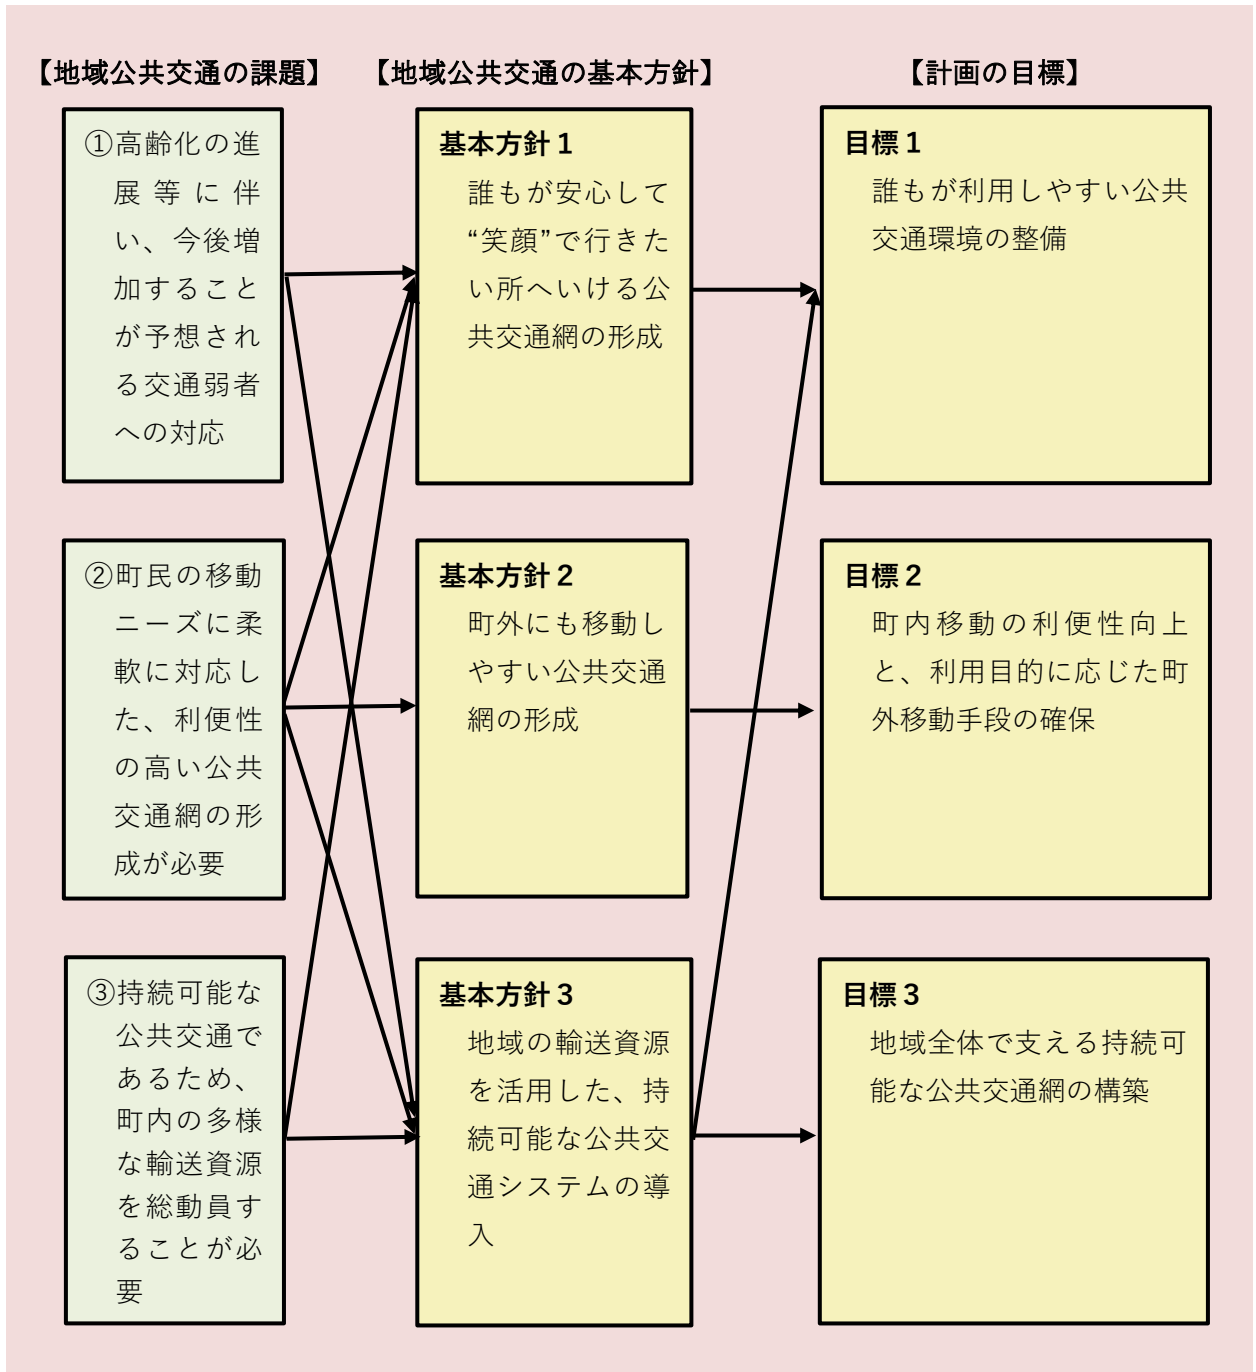 【地域公共交通の課題】
【地域公共交通の基本方針】
【計画の目標】
①高齢化の進
展等に伴
い、今後増
加すること
が予想され
る交通弱者
への対応
基本方針1
誰もが安心して
“笑顔”で行きた
い所へいける公
共交通網の形成
目標1
誰もが利用しやすい公共
交通環境の整備
②町民の移動
ニーズに柔
軟に対応し
た、利便性
の高い公共
交通網の形
成が必要
基本方針2
町外にも移動し
やすい公共交通
網の形成
目標2
町内移動の利便性向上
と、利用目的に応じた町
外移動手段の確保
③持続可能な
公共交通で
あるため、
町内の多様
な輸送資源
を総動員す
ることが必
要
基本方針3
地域の輸送資源
を活用した、持
続可能な公共交
通システムの導
入
目標3
地域全体で支える持続可
能な公共交通網の構築